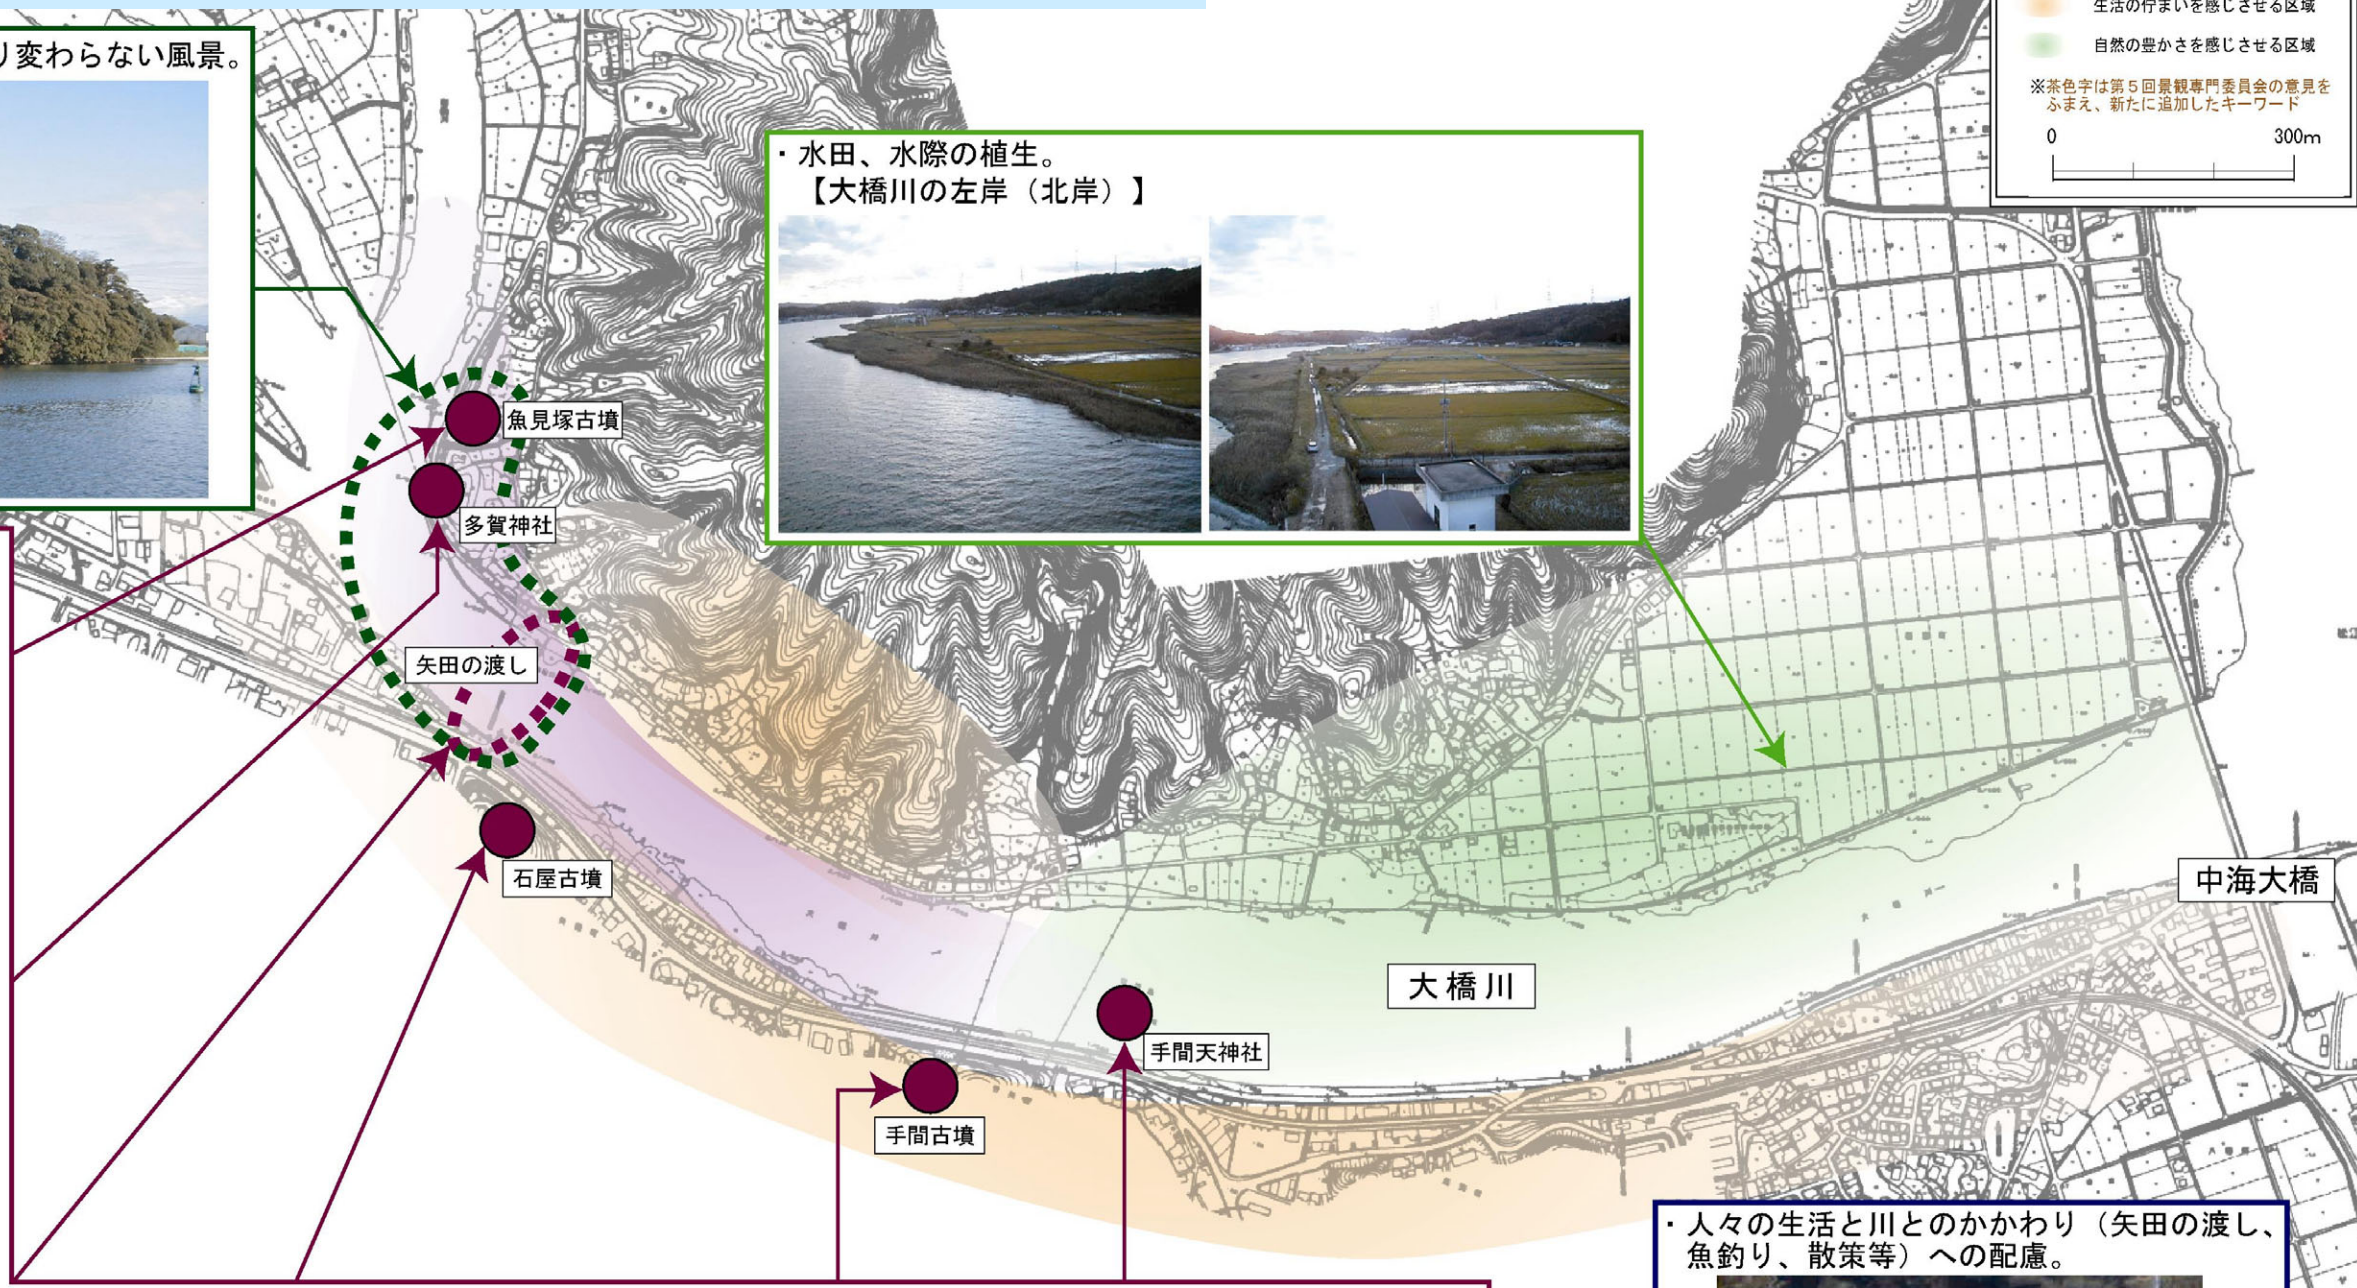 生活の佇まいを感じさせる区域
自然の豊かさを感じさせる区域
※茶色字は第5回景観専門委員会の意見を
ふまえ、新たに追加したキーワード
0 300m
変わらない風景。
・水田、水際の植生。
【大橋川の左岸（北岸）】
魚見塚古墳
多賀神社
矢田の渡し
石屋古墳
中海大橋
大橋川
手間天神社
手間古墳
・人々の生活と川とのかかわり（矢田の渡し、
魚釣り、散策等）への配慮。